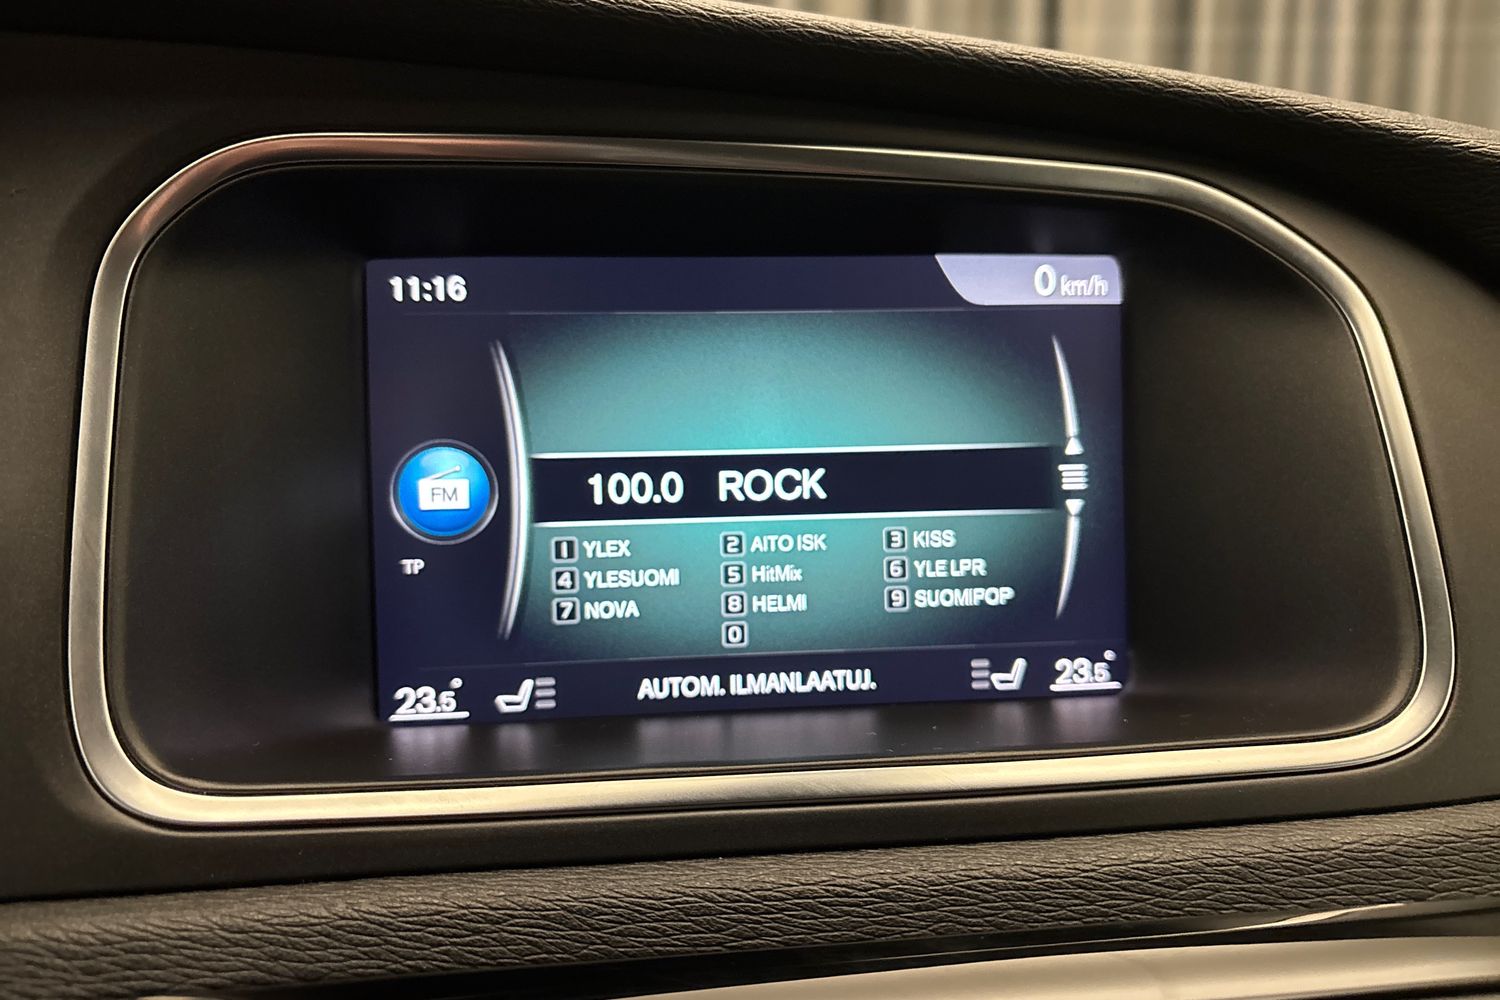 11:16 0 km/h
FM
100.0 ROCK
1 YLEX 2 AITO ISK 3 KISS
4 YLESUOMI 5 HitMix 6 YLE LPR
7 NOVA 8 HELMI 9 SUOMIPOP
0
TP
23.5° AUTOM. ILMANLAATUJ. 23.5°